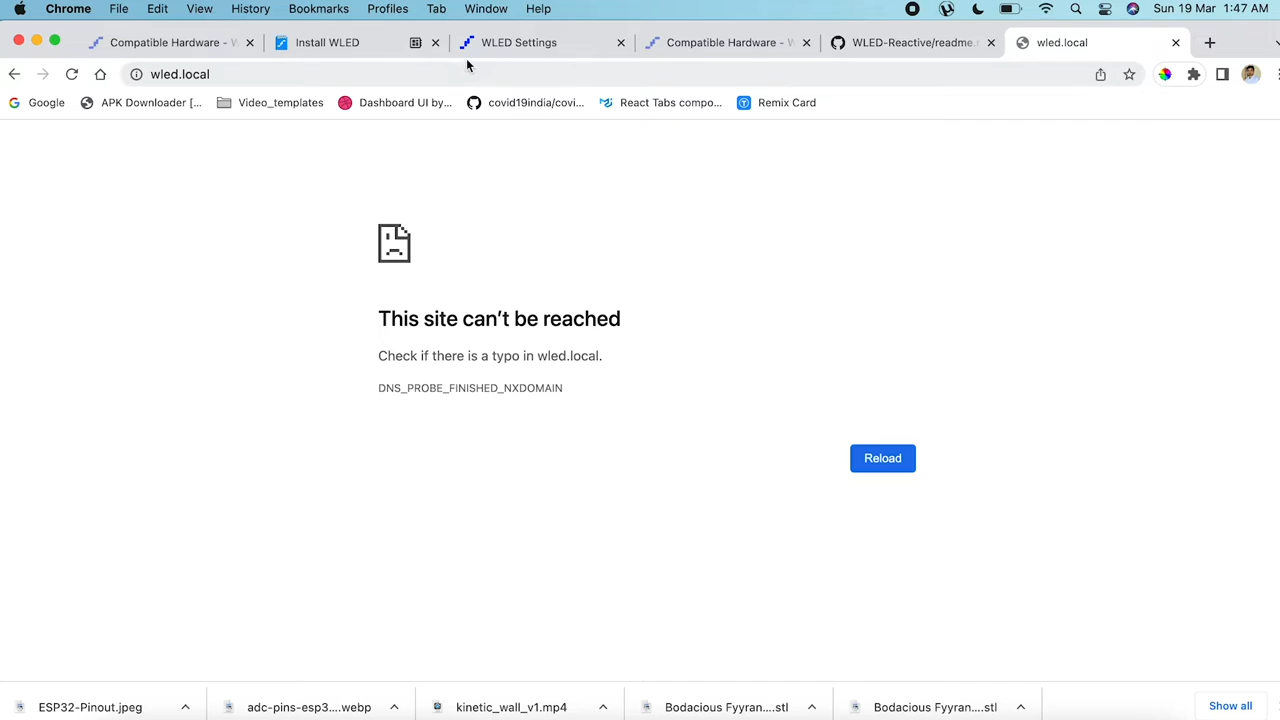 Chrome File Edit View History Bookmarks Profiles Tab Window Help Sun 19 Mar 1:47 AM
Compatible Hardware - W Install WLED WLED Settings Compatible Hardware - W WLED-Reactive/readme.r wled.local
wled.local
Google APK Downloader [... Video_templates Dashboard UI by... covid19india/covi... React Tabs compo... Remix Card
This site can't be reached
Check if there is a typo in wled.local.
DNS_PROBE_FINISHED_NXDOMAIN
Reload
ESP32-Pinout.jpeg adc-pins-esp3....webp kinetic_wall_v1.mp4 Bodacious Fyyran....stl Bodacious Fyyran....stl Show all